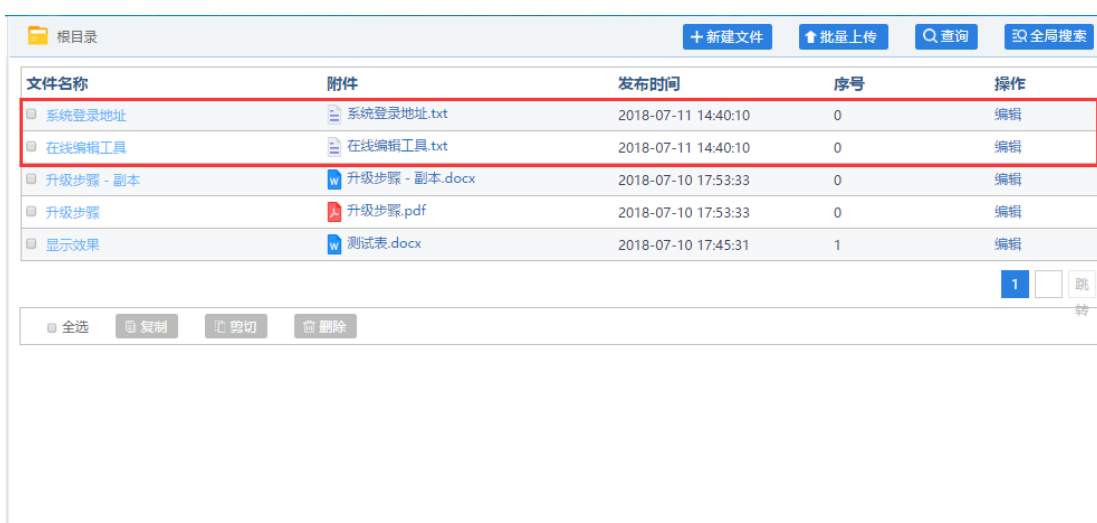 根目录 新建文件 批量上传 查询 全局搜索
文件名称 附件 发布时间 序号 操作
系统登录地址 系统登录地址.txt 2018-07-11 14:40:10 0 编辑
在线编辑工具 在线编辑工具.txt 2018-07-11 14:40:10 0 编辑
升级步骤 - 副本 升级步骤 - 副本.docx 2018-07-10 17:53:33 0 编辑
升级步骤 升级步骤.pdf 2018-07-10 17:53:33 0 编辑
显示效果 测试表.docx 2018-07-10 17:45:31 1 编辑
1 跳
转
全选 复制 剪切 删除